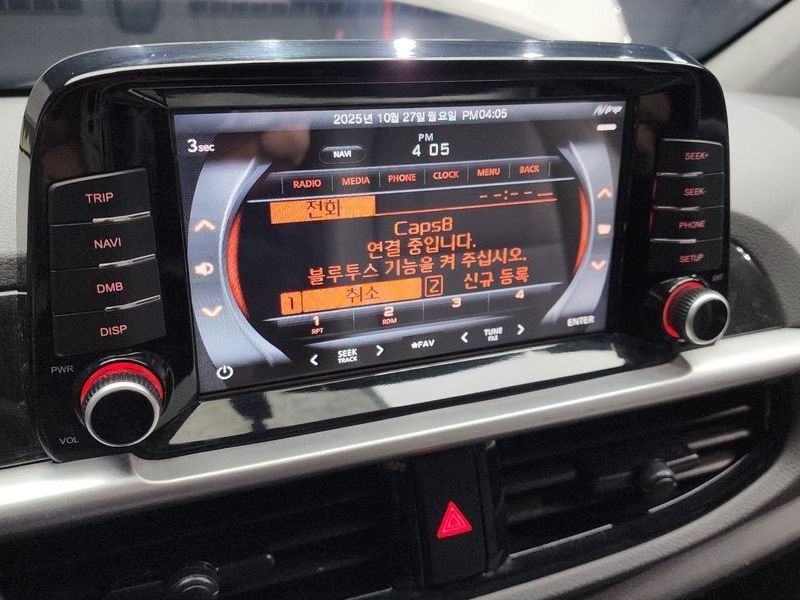 2025년 10월 27일 월요일 PM04:05
3 SEC
NAVI
PM
4 05
RADIO MEDIA PHONE CLOCK MENU BACK
전화
--:--
Caps8
연결 중입니다.
블루투스 기능을 켜 주십시오.
1 취소 2 신규 등록
1 2 3 4
RPT RDM
SEEK TRACK
★FAV
TUNE FILE
ENTER
TRIP
NAVI
DMB
DISP
PWR
VOL
SEEK+
SEEK-
PHONE
SETUP